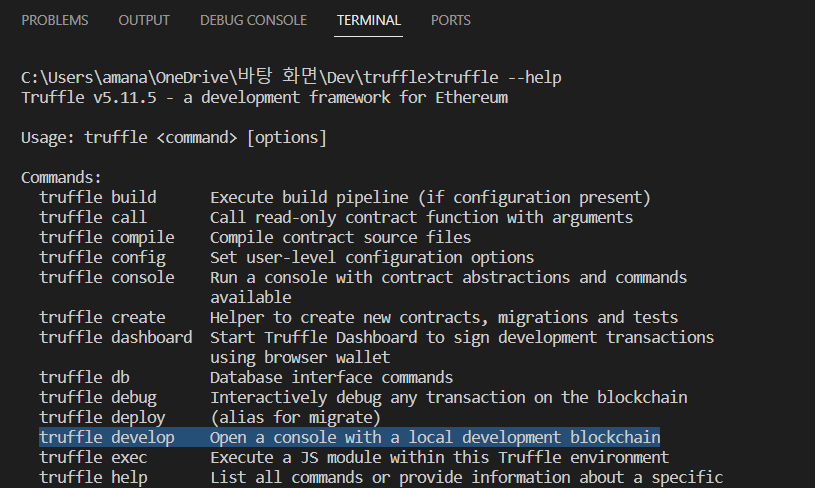 PROBLEMS OUTPUT DEBUG CONSOLE TERMINAL PORTS
C:\Users\amana\OneDrive\바탕 화면\Dev\truffle>truffle --help
Truffle v5.11.5 - a development framework for Ethereum
Usage: truffle <command> [options]
Commands:
truffle build Execute build pipeline (if configuration present)
truffle call Call read-only contract function with arguments
truffle compile Compile contract source files
truffle config Set user-level configuration options
truffle console Run a console with contract abstractions and commands
available
truffle create Helper to create new contracts, migrations and tests
truffle dashboard Start Truffle Dashboard to sign development transactions
using browser wallet
truffle db Database interface commands
truffle debug Interactively debug any transaction on the blockchain
truffle deploy (alias for migrate)
truffle develop Open a console with a local development blockchain
truffle exec Execute a JS module within this Truffle environment
truffle help List all commands or provide information about a specific